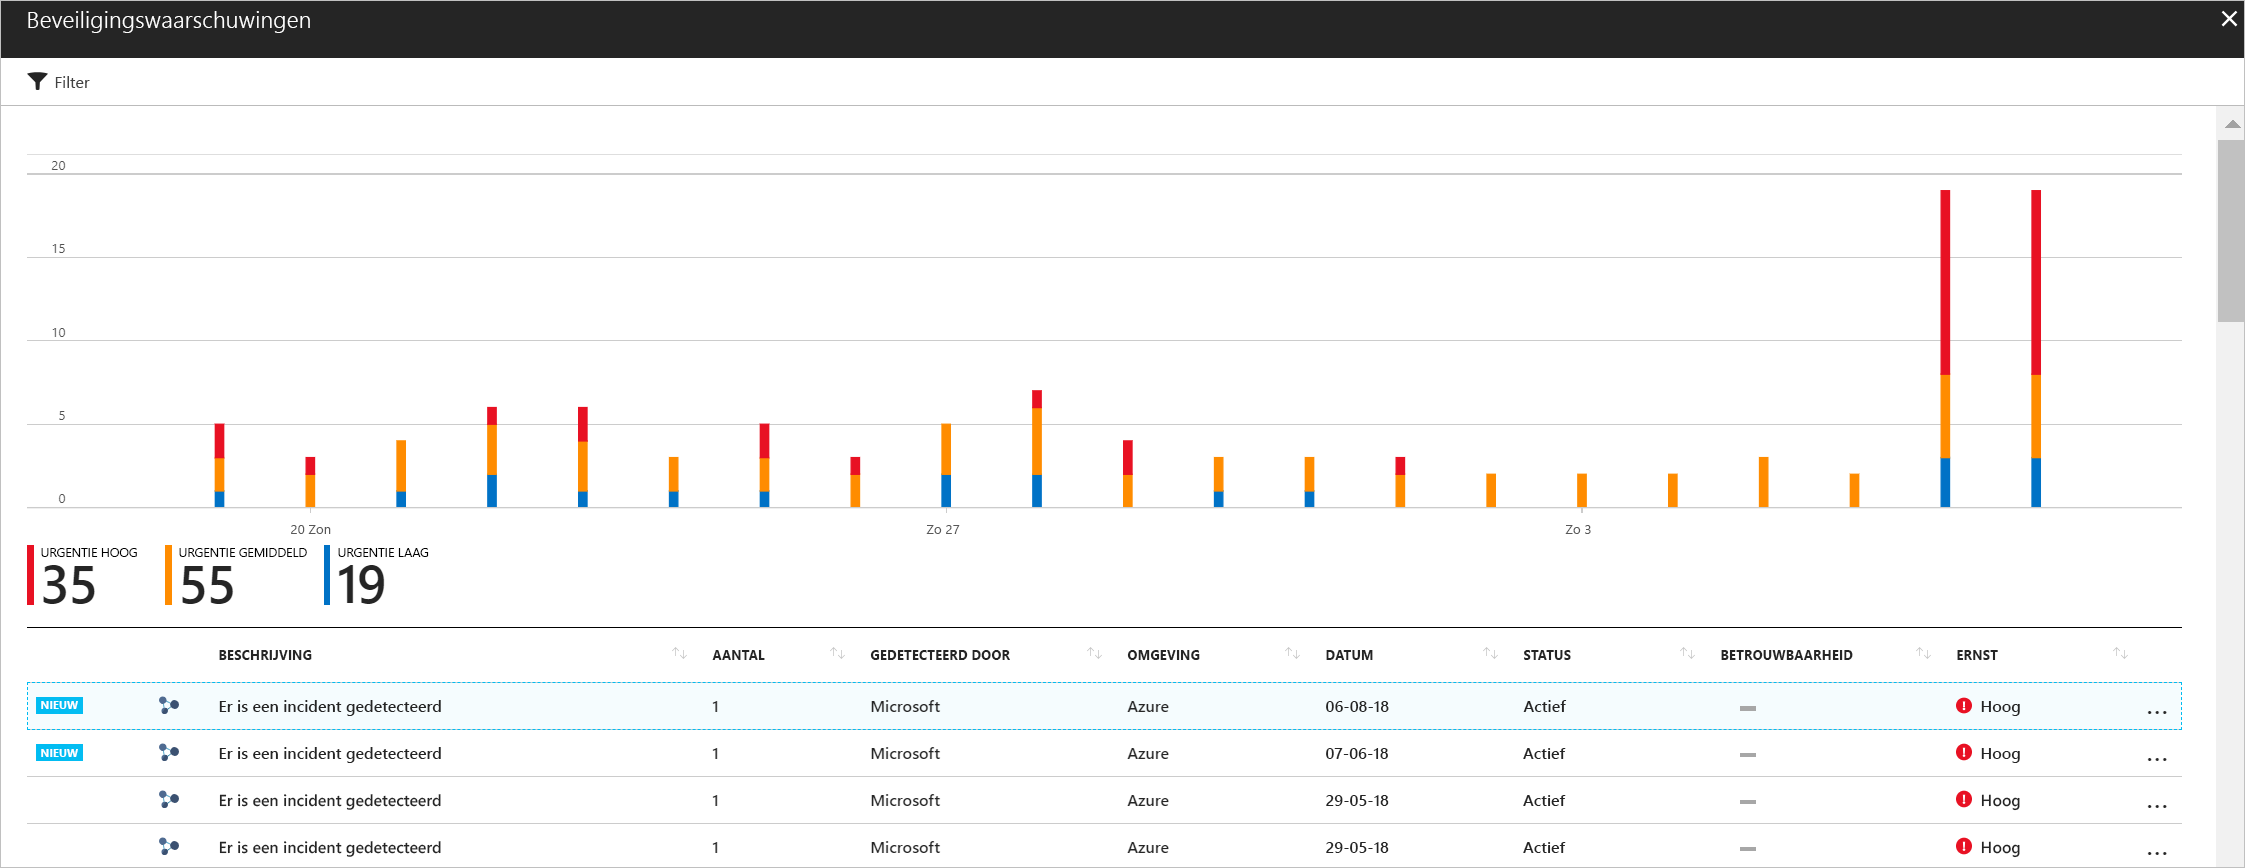 Beveiligingswaarschuwingen
Filter
20
15
10
5
0
20 Zon Zo 27 Zo 3
URGENTIE HOOG URGENTIE GEMIDDELD URGENTIE LAAG
35 55 19
BESCHRIJVING AANTAL GEDETECTEERD DOOR OMGEVING DATUM STATUS BETROUWBAARHEID ERNST
NIEUW Er is een incident gedetecteerd 1 Microsoft Azure 06-08-18 Actief Hoog ...
NIEUW Er is een incident gedetecteerd 1 Microsoft Azure 07-06-18 Actief Hoog ...
Er is een incident gedetecteerd 1 Microsoft Azure 29-05-18 Actief Hoog ...
Er is een incident gedetecteerd 1 Microsoft Azure 29-05-18 Actief Hoog ...